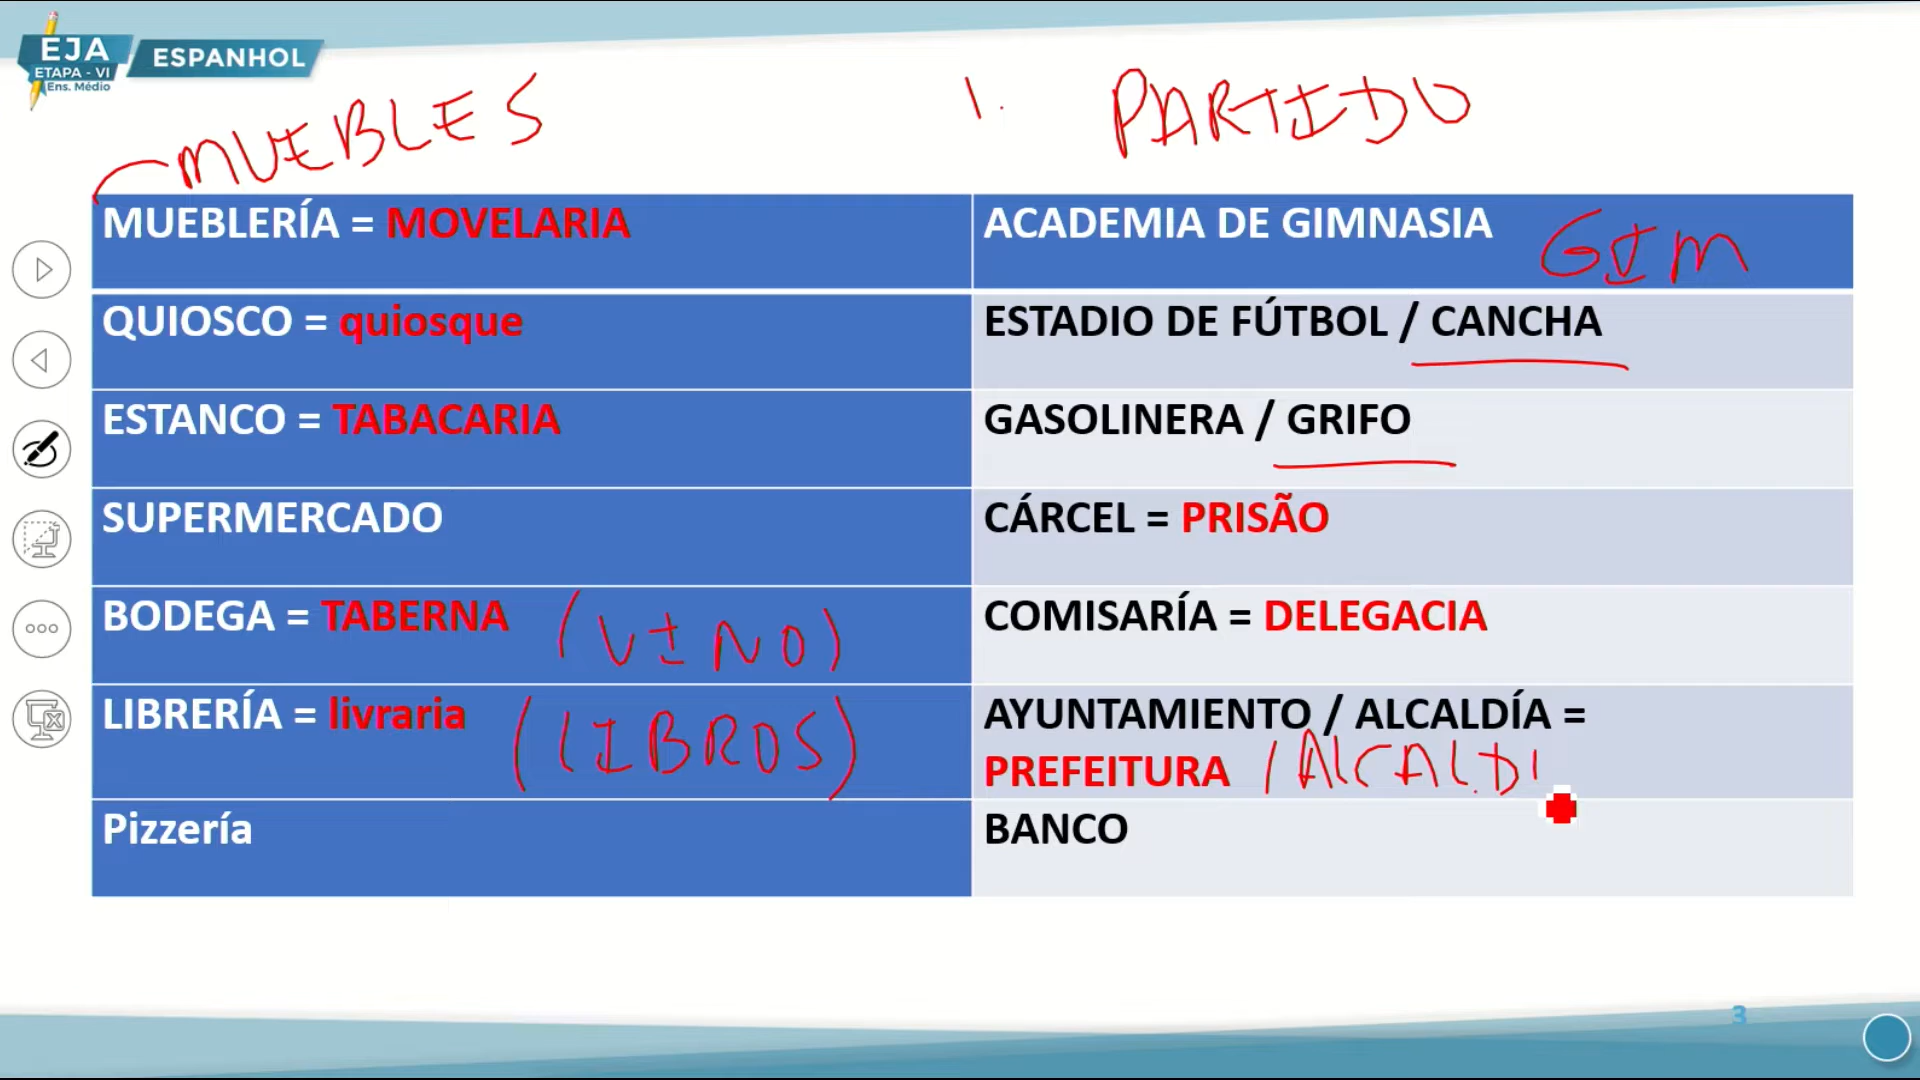 EJA
ETAPA - VI
Ens. Médio
ESPANHOL
MUEBLES
1. PARTIDO
MUEBLERÍA = MOVELARIA
ACADEMIA DE GIMNASIA GIM
QUIOSCO = quiosque
ESTADIO DE FÚTBOL / CANCHA
ESTANCO = TABACARIA
GASOLINERA / GRIFO
SUPERMERCADO
CÁRCEL = PRISÃO
BODEGA = TABERNA (VINO)
COMISARÍA = DELEGACIA
LIBRERÍA = livraria (LIBROS)
AYUNTAMIENTO / ALCALDÍA =
PREFEITURA /ALCALDI
Pizzería
BANCO
3